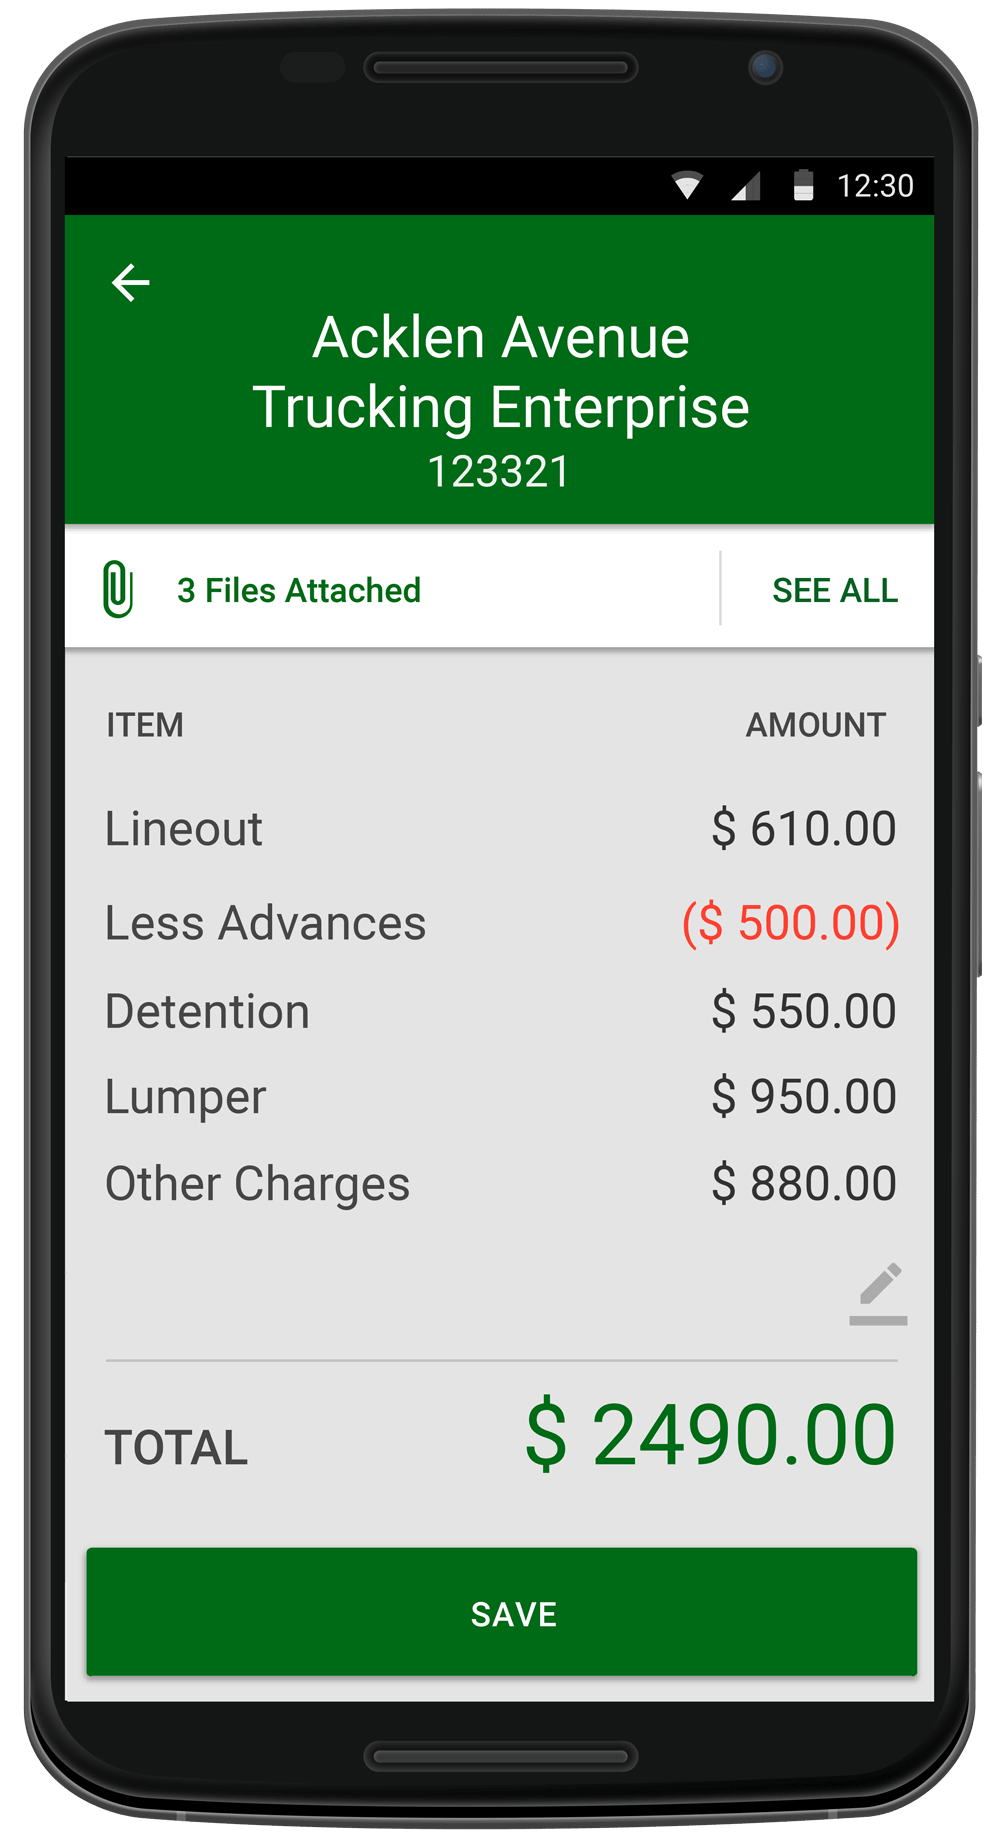 12:30
Acklen Avenue
Trucking Enterprise
123321
3 Files Attached SEE ALL
ITEM AMOUNT
Lineout $ 610.00
Less Advances ($ 500.00)
Detention $ 550.00
Lumper $ 950.00
Other Charges $ 880.00
TOTAL $ 2490.00
SAVE